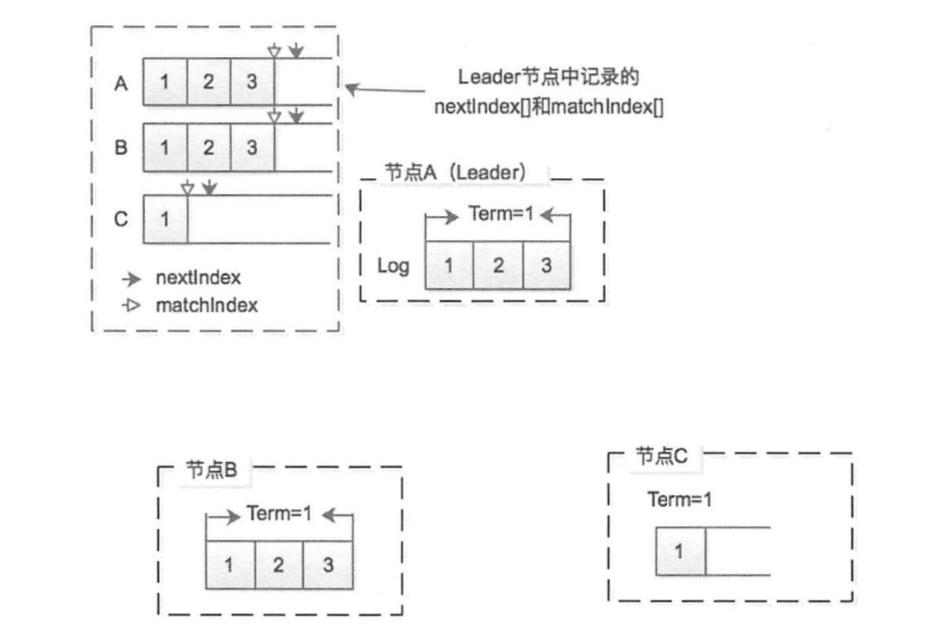 A 1 2 3
Leader节点中记录的
nextIndex[]和matchIndex[]
B 1 2 3
节点A（Leader）
C 1
Term=1
Log 1 2 3
nextIndex
matchIndex
节点B
Term=1
1 2 3
节点C
Term=1
1